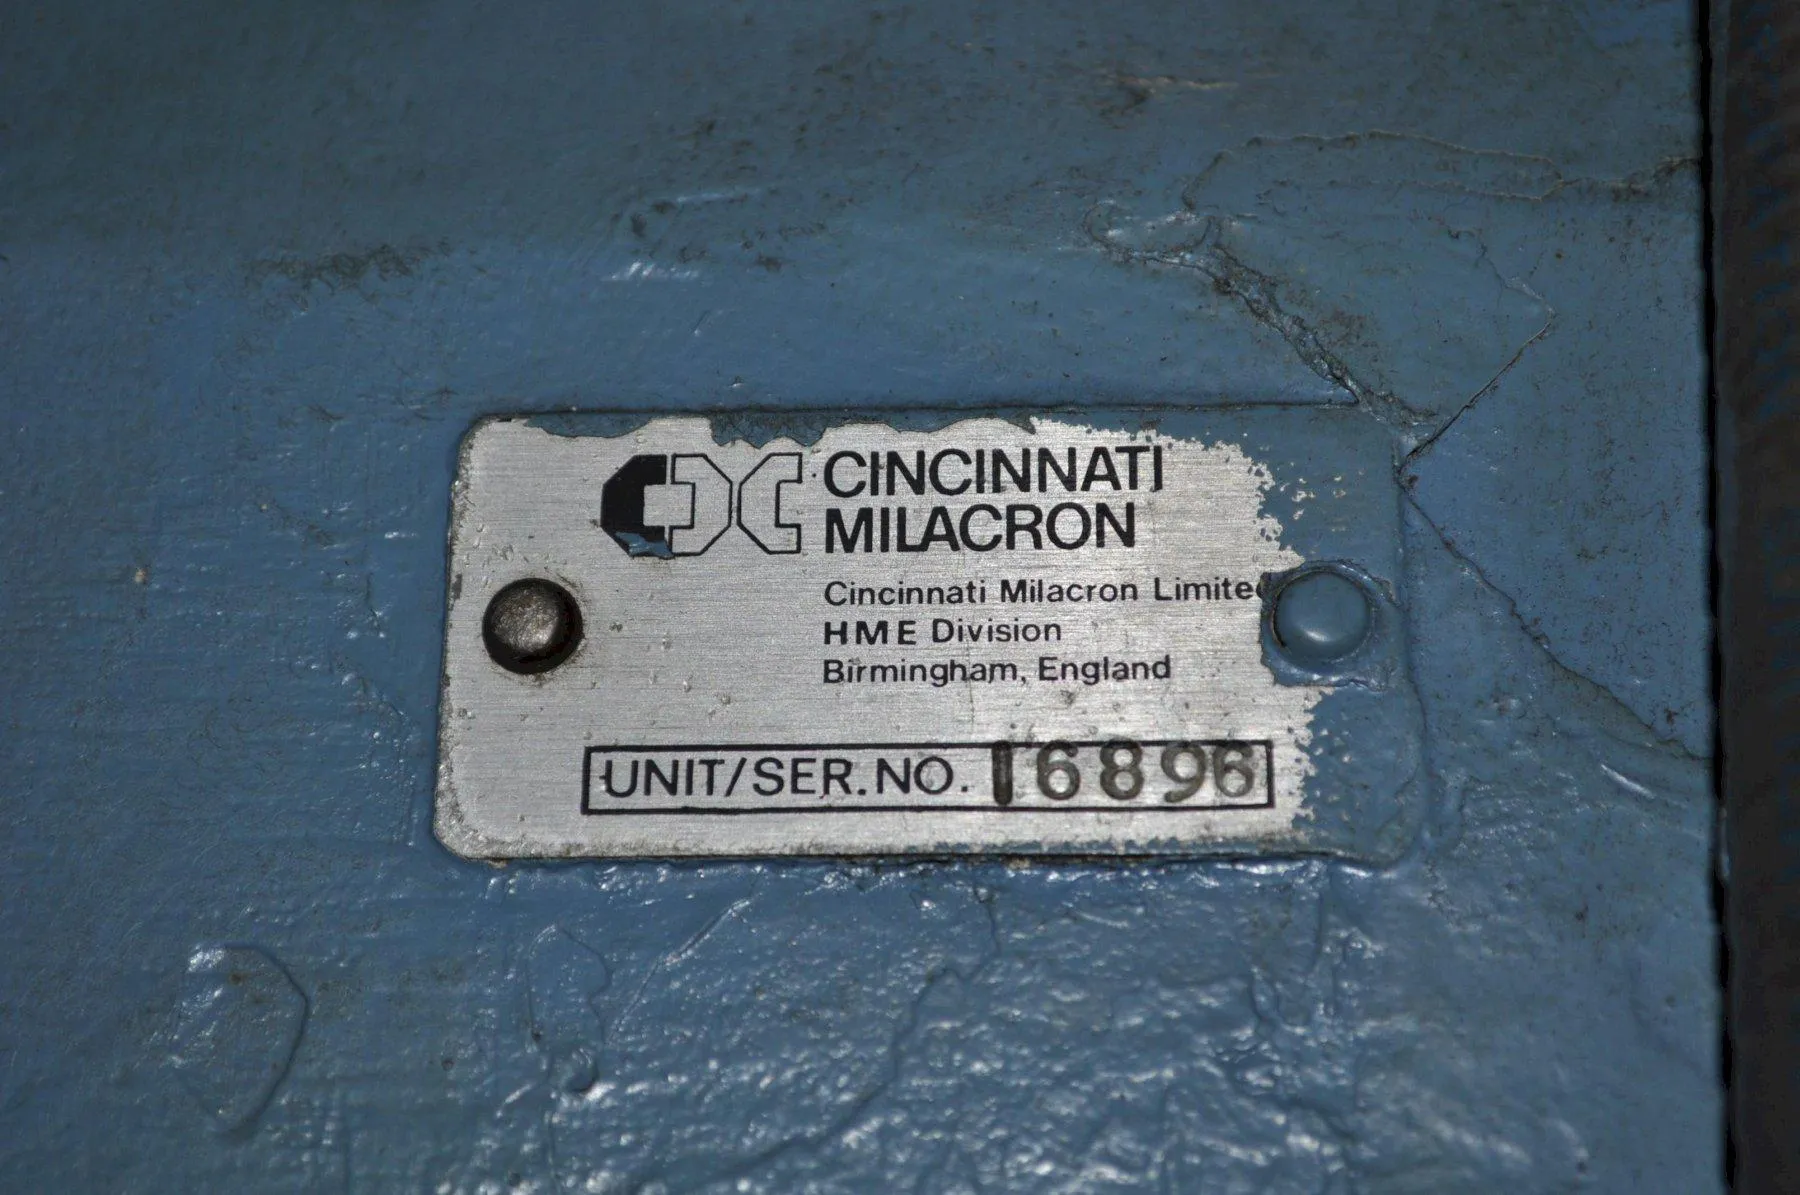 CINCINNATI
MILACRON
Cincinnati Milacron Limited
HME Division
Birmingham, England
UNIT/SER.NO. 16896